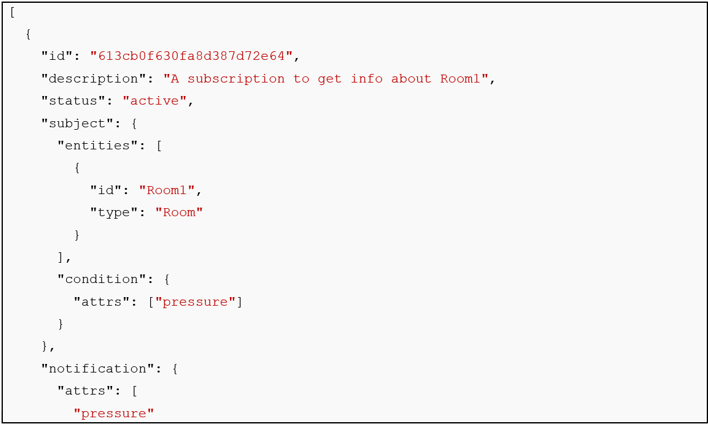 [
  {
    "id": "613cb0f630fa8d387d72e64",
    "description": "A subscription to get info about Room1",
    "status": "active",
    "subject": {
      "entities": [
        {
          "id": "Room1",
          "type": "Room"
        }
      ],
      "condition": {
        "attrs": ["pressure"]
      }
    },
    "notification": {
      "attrs": [
        "pressure"